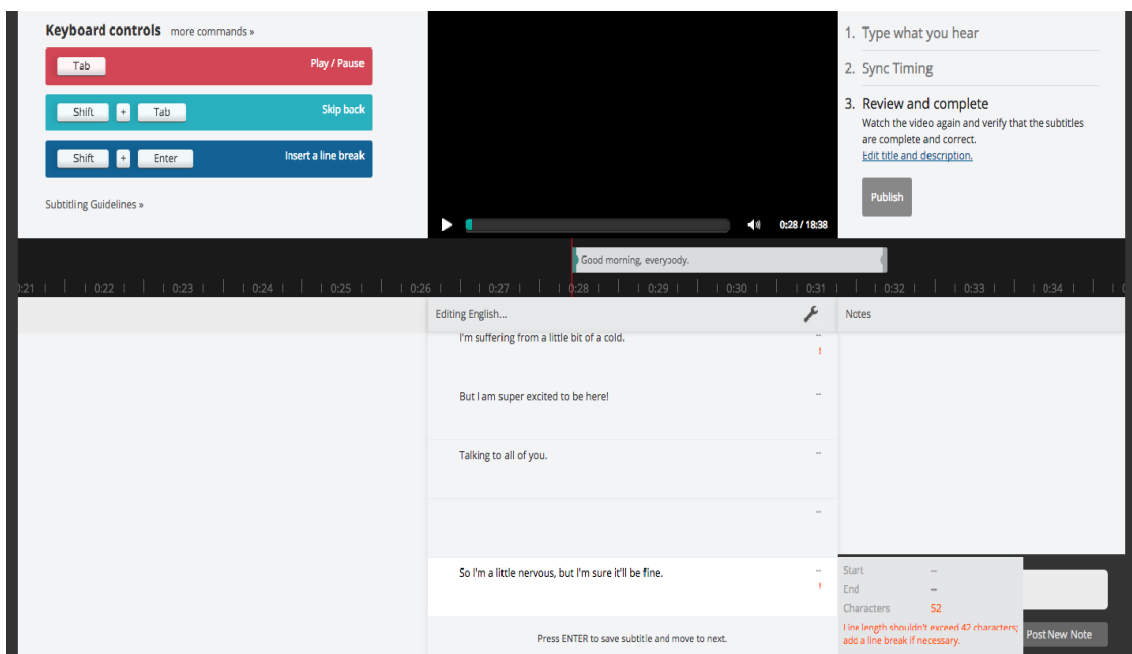 Keyboard controls more commands »
Tab Play / Pause
Shift + Tab Skip back
Shift + Enter Insert a line break
Subtitling Guidelines »
0:28 / 18:38
1. Type what you hear
2. Sync Timing
3. Review and complete
Watch the video again and verify that the subtitles
are complete and correct.
Edit title and description.
Publish
Good morning, everybody.
0:21 0:22 0:23 0:24 0:25 0:26 0:27 0:28 0:29 0:30 0:31 0:32 0:33 0:34
Editing English...
I'm suffering from a little bit of a cold. --
!
But I am super excited to be here! --
Talking to all of you. --
--
So I'm a little nervous, but I'm sure it'll be fine. --
!
Press ENTER to save subtitle and move to next.
Notes
Start --
End --
Characters 52
Line length shouldn't exceed 42 characters;
add a line break if necessary.
Post New Note